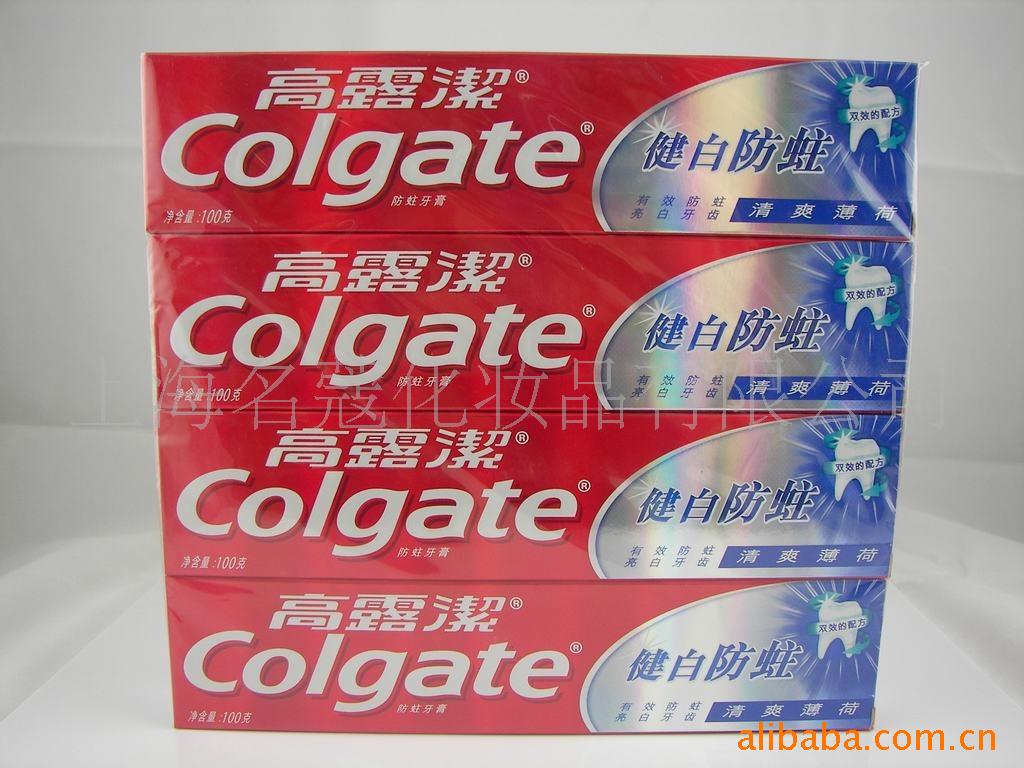 高露潔®
Colgate®
防蛀牙膏
净含量:100克
健白防蛀
双效的配方
有效防蛀
亮白牙齿
清爽薄荷
高露潔®
Colgate®
防蛀牙膏
净含量:100克
健白防蛀
双效的配方
有效防蛀
亮白牙齿
清爽薄荷
上海名寇化妆品有限公司
高露潔®
Colgate®
防蛀牙膏
净含量:100克
健白防蛀
双效的配方
有效防蛀
亮白牙齿
清爽薄荷
高露潔®
Colgate®
防蛀牙膏
净含量:100克
健白防蛀
双效的配方
有效防蛀
亮白牙齿
清爽薄荷
alibaba.com.cn